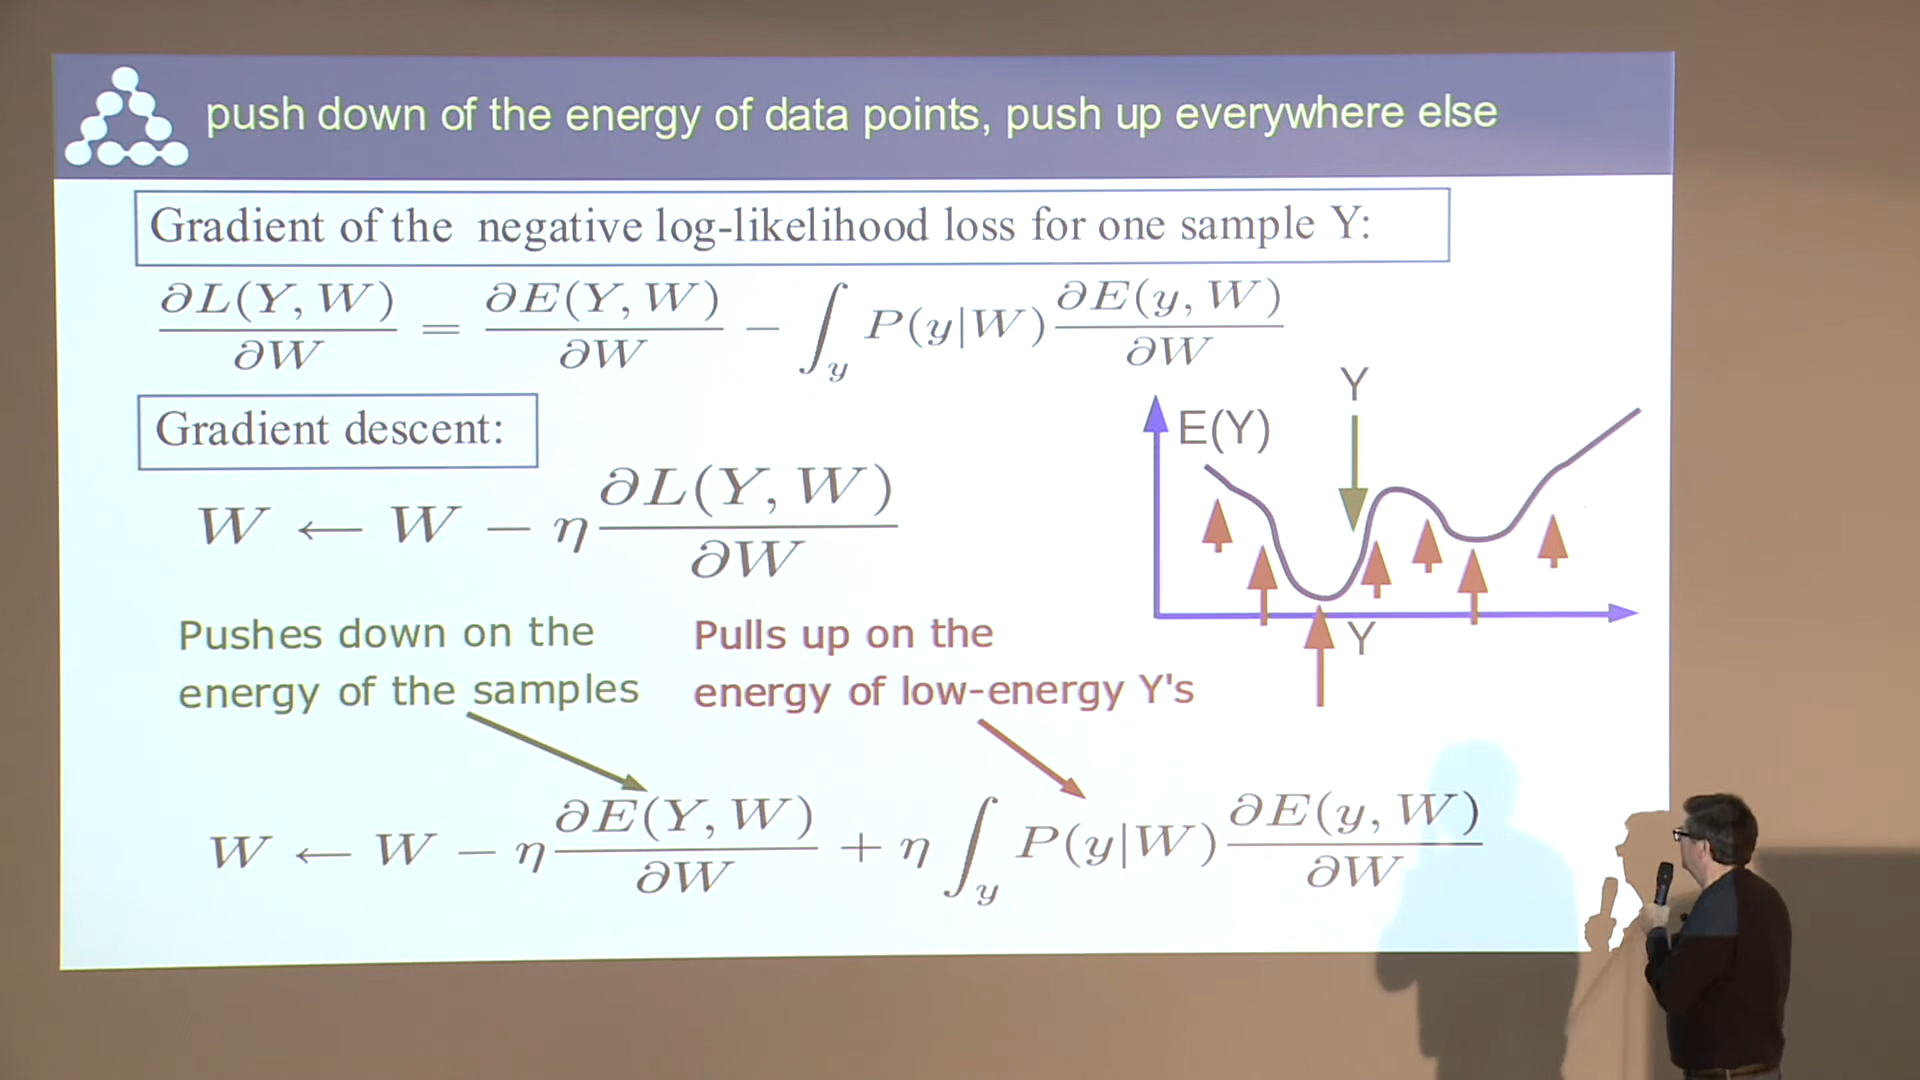 push down of the energy of data points, push up everywhere else
Gradient of the negative log-likelihood loss for one sample Y:
∂L(Y, W)/∂W = ∂E(Y, W)/∂W − ∫_y P(y|W) ∂E(y, W)/∂W
Gradient descent:
W ← W − η ∂L(Y, W)/∂W
Y
E(Y)
Y
Pushes down on the
energy of the samples
Pulls up on the
energy of low-energy Y's
W ← W − η ∂E(Y, W)/∂W + η ∫_y P(y|W) ∂E(y, W)/∂W